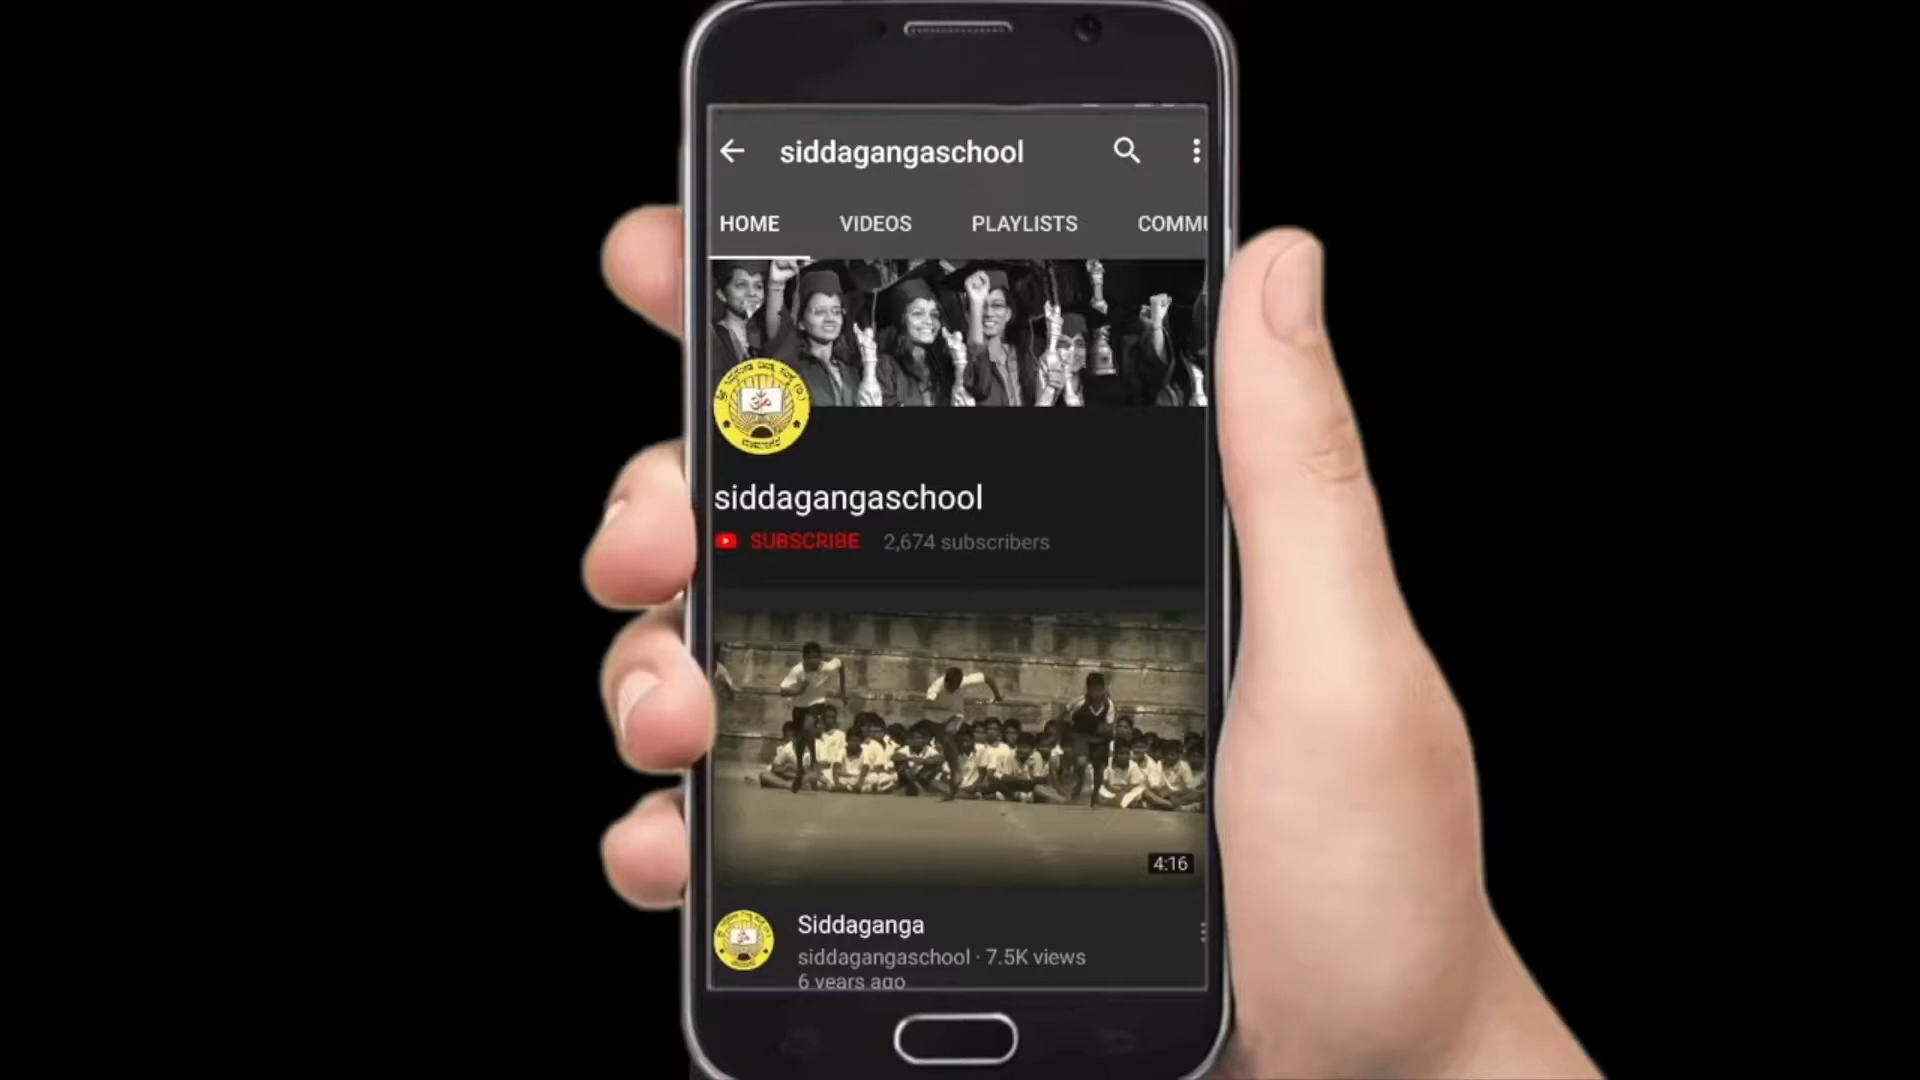 siddagangaschool
HOME VIDEOS PLAYLISTS COMMU
siddagangaschool
SUBSCRIBE 2,674 subscribers
4:16
Siddaganga
siddagangaschool · 7.5K views
6 years ago